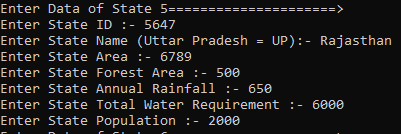 Enter Data of State 5=====================>
Enter State ID :- 5647
Enter State Name (Uttar Pradesh = UP):- Rajasthan
Enter State Area :- 6789
Enter State Forest Area :- 500
Enter State Annual Rainfall :- 650
Enter State Total Water Requirement :- 6000
Enter State Population :- 2000